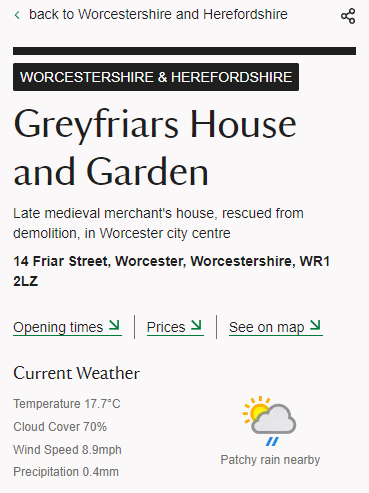 back to Worcestershire and Herefordshire
WORCESTERSHIRE & HEREFORDSHIRE
Greyfriars House
and Garden
Late medieval merchant's house, rescued from
demolition, in Worcester city centre
14 Friar Street, Worcester, Worcestershire, WR1
2LZ
Opening times Prices See on map
Current Weather
Temperature 17.7°C
Cloud Cover 70%
Wind Speed 8.9mph
Precipitation 0.4mm
Patchy rain nearby